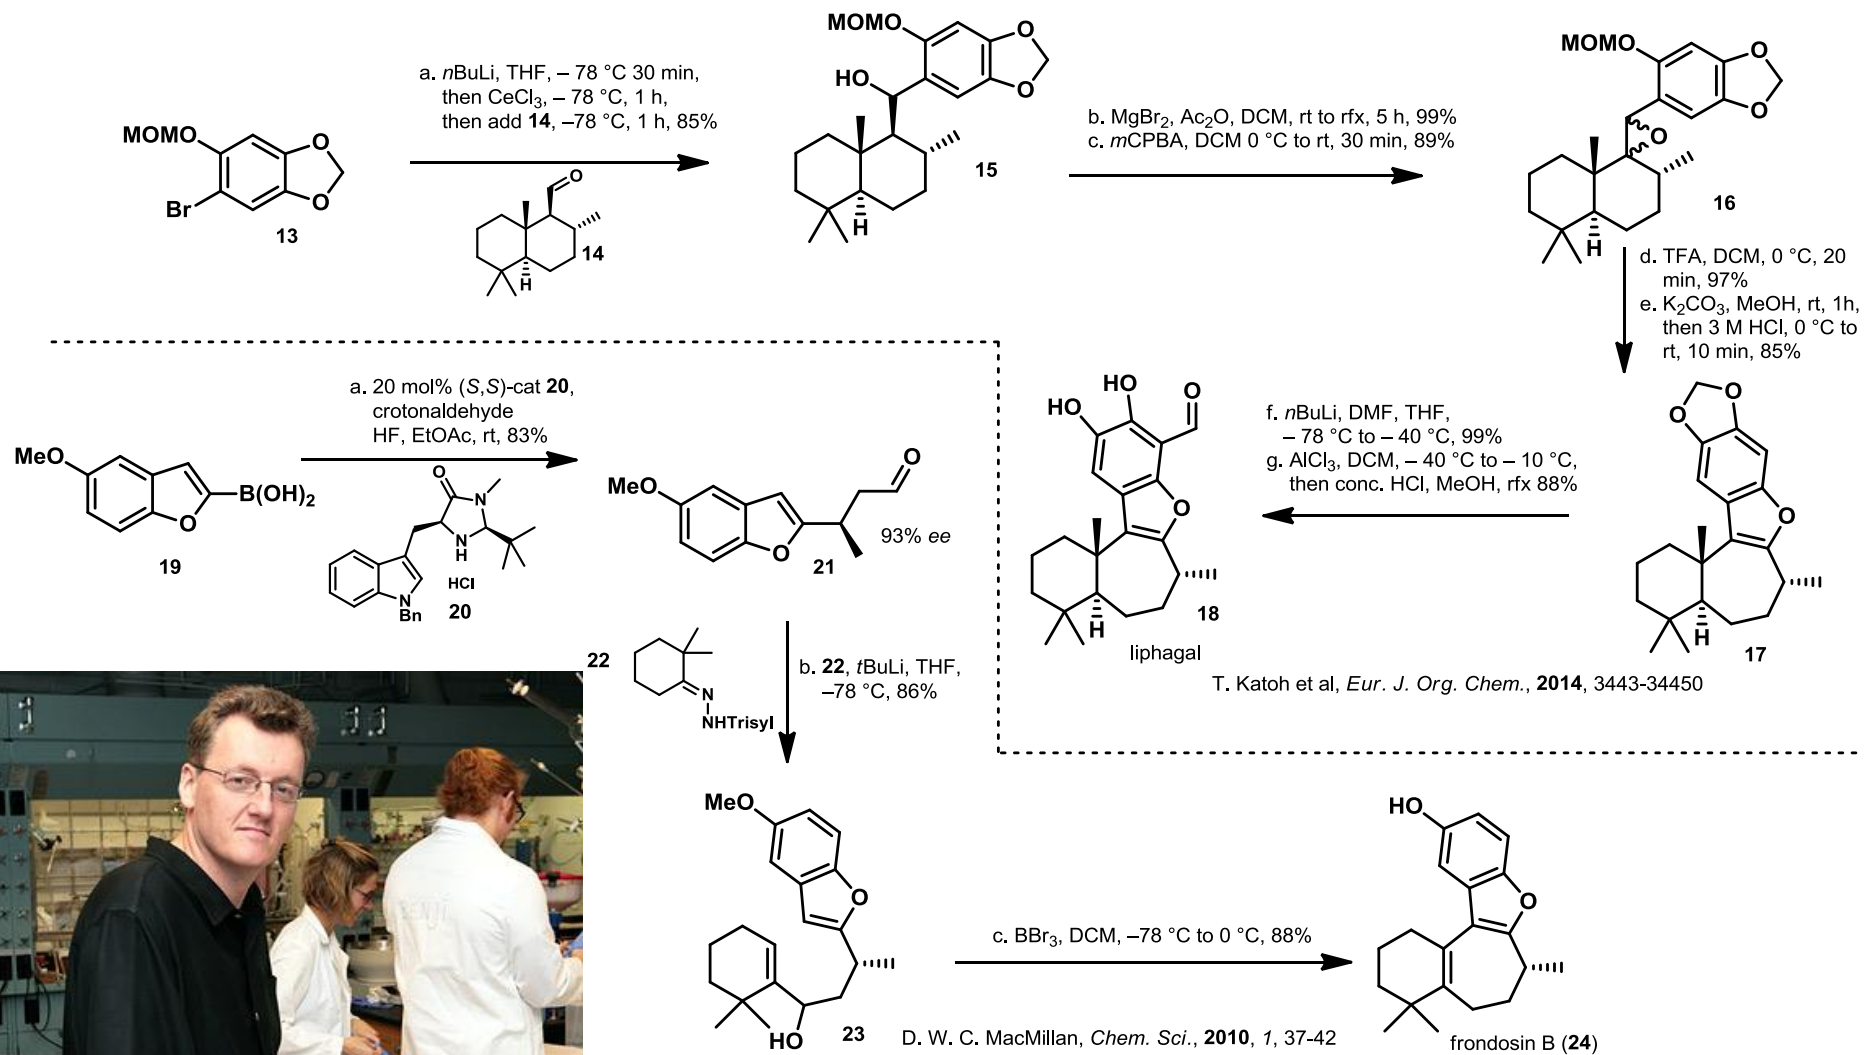 MOMO
O
O
Br
13
a. nBuLi, THF, – 78 °C 30 min,
then CeCl3, – 78 °C, 1 h,
then add 14, –78 °C, 1 h, 85%
O
H
14
MOMO
O
O
HO
H
15
b. MgBr2, Ac2O, DCM, rt to rfx, 5 h, 99%
c. mCPBA, DCM 0 °C to rt, 30 min, 89%
MOMO
O
O
O
H
16
d. TFA, DCM, 0 °C, 20
min, 97%
e. K2CO3, MeOH, rt, 1h,
then 3 M HCl, 0 °C to
rt, 10 min, 85%
O
O
O
H
17
f. nBuLi, DMF, THF,
– 78 °C to – 40 °C, 99%
g. AlCl3, DCM, – 40 °C to – 10 °C,
then conc. HCl, MeOH, rfx 88%
HO
HO
O
O
H
18
liphagal
T. Katoh et al, Eur. J. Org. Chem., 2014, 3443-34450
MeO
O
B(OH)2
19
a. 20 mol% (S,S)-cat 20,
crotonaldehyde
HF, EtOAc, rt, 83%
O
N
N
H
HCl
N
Bn
20
MeO
O
O
21
93% ee
22
N
NHTrisyl
b. 22, tBuLi, THF,
–78 °C, 86%
MeO
O
HO
23
c. BBr3, DCM, –78 °C to 0 °C, 88%
D. W. C. MacMillan, Chem. Sci., 2010, 1, 37-42
HO
O
frondosin B (24)
BENJI